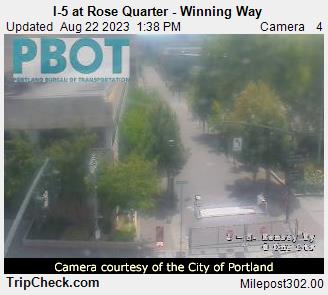 I-5 at Rose Quarter - Winning Way
Updated Aug 22 2023 1:38 PM Camera 4
PBOT
PORTLAND BUREAU OF TRANSPORTATION
Camera courtesy of the City of Portland
TripCheck.com Milepost302.00